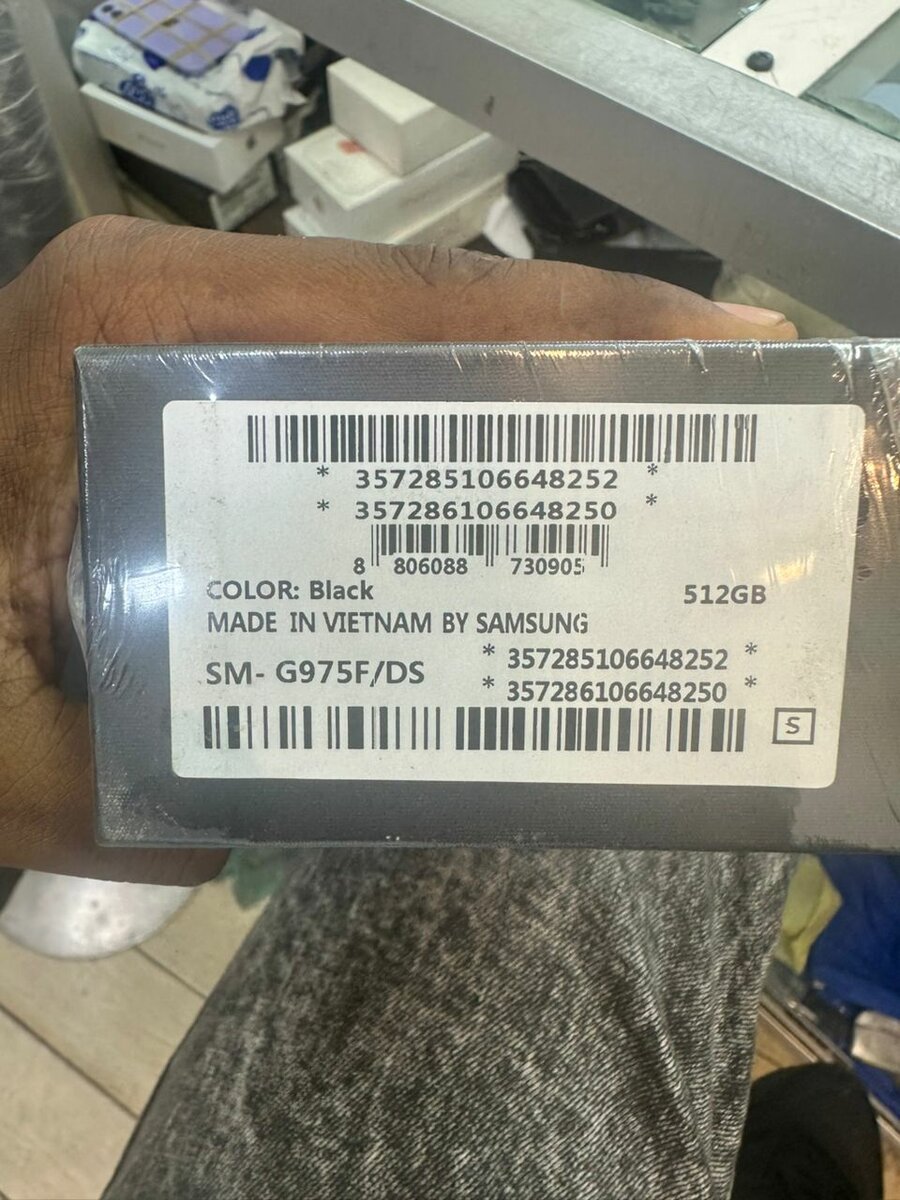 * 357285106648252 *
* 357286106648250 *
8 806088 730905
COLOR: Black 512GB
MADE IN VIETNAM BY SAMSUNG
SM- G975F/DS
* 357285106648252 *
* 357286106648250 *
S